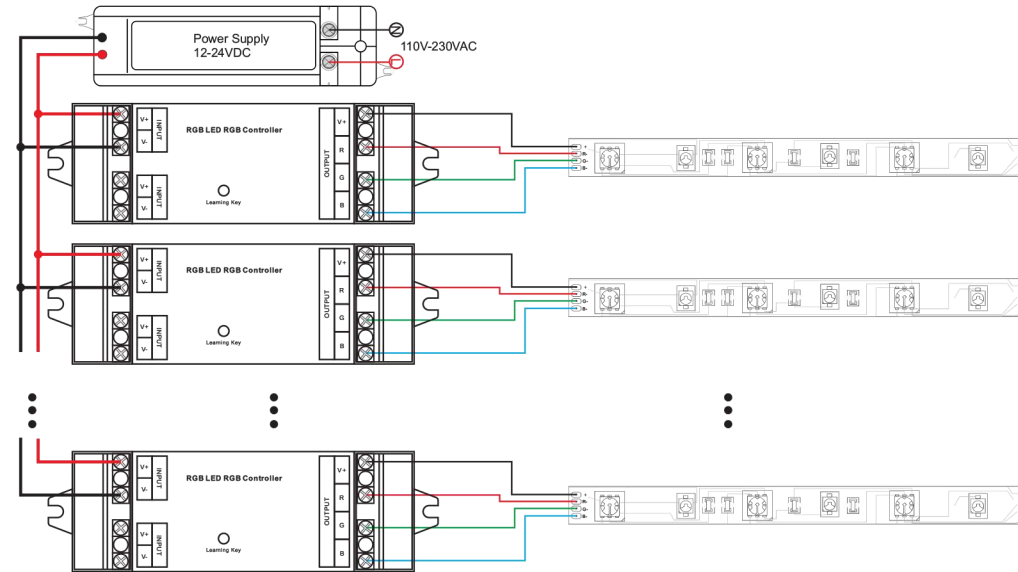 Power Supply
12-24VDC
N
110V-230VAC
L
V+
V-
INPUT
V+
V-
INPUT
RGB LED RGB Controller
Learning Key
OUTPUT
V+
R
G
B
+
R-
G-
B-
V+
V-
INPUT
V+
V-
INPUT
RGB LED RGB Controller
Learning Key
OUTPUT
V+
R
G
B
+
R-
G-
B-
V+
V-
INPUT
V+
V-
INPUT
RGB LED RGB Controller
Learning Key
OUTPUT
V+
R
G
B
+
R-
G-
B-